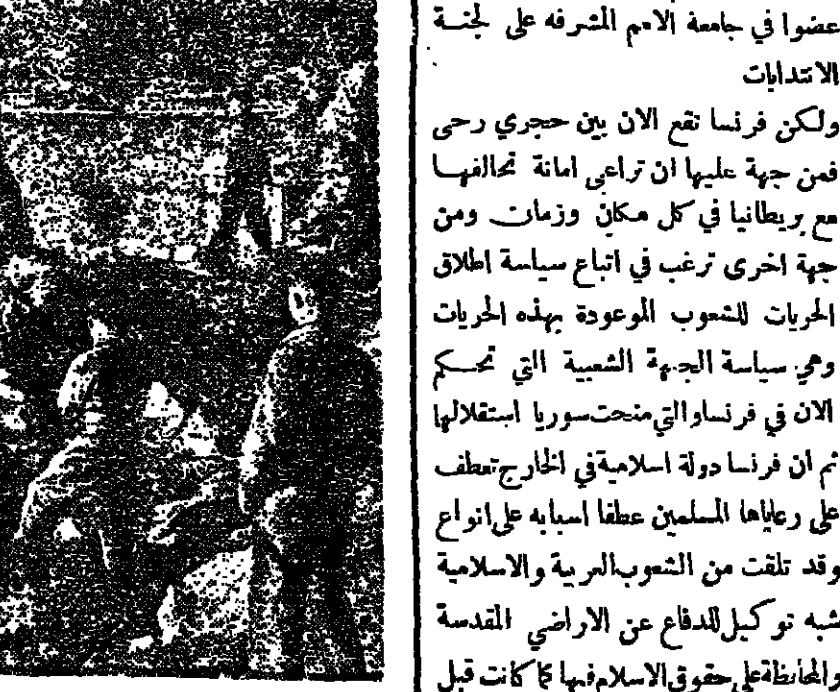 عضوا في جامعة الامم المشرفه على لجنة
الانتدابات
ولكن فرنسا تقع الان بين حجري رحى
فمن جهة عليها ان تراعي امانة تحالفها
مع بريطانيا في كل مكان وزمان ومن
جهة اخرى ترغب في اتباع سياسة اطلاق
الحريات للشعوب الموعودة بهذه الحريات
وهي سياسة الجبهة الشعبية التي تحكم
الان في فرنسا والتي منحت سوريا استقلالها
ثم ان فرنسا دولة اسلامية في الخارج تعطف
على رعاياها المسلمين عطفا اسبابه على انواع
وقد تلقت من الشعوب العربية والاسلامية
شبه توكيل للدفاع عن الاراضي المقدسة
والمحافظة على حقوق الاسلام فيها كما كانت قبل